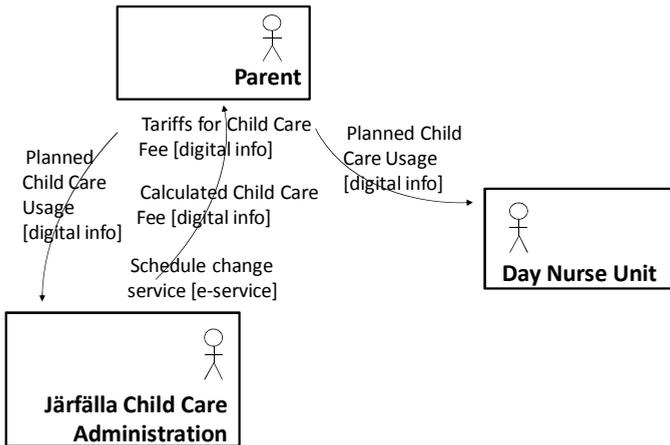 Parent
Tariffs for Child Care
Fee [digital info]
Calculated Child Care
Fee [digital info]
Schedule change
service [e-service]
Planned
Child Care
Usage
[digital info]
Planned Child
Care Usage
[digital info]
Day Nurse Unit
Järfälla Child Care
Administration